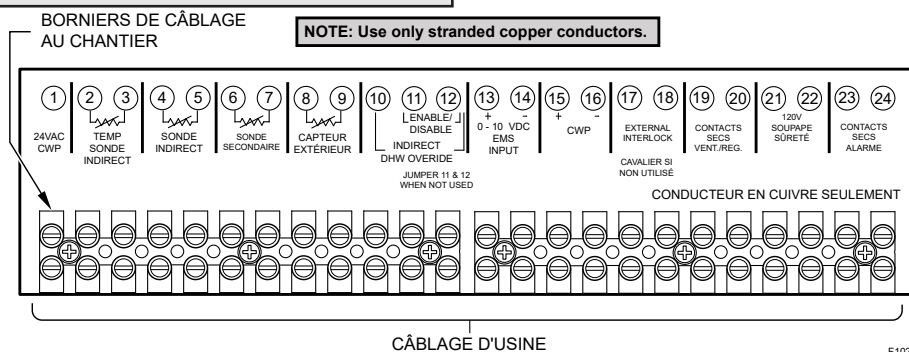 BORNIERS DE CÂBLAGE
AU CHANTIER
NOTE: Use only stranded copper conductors.
1 2 3 4 5 6 7 8 9 10 11 12 13 14 15 16 17 18 19 20 21 22 23 24
24VAC
CWP
TEMP
SONDE
INDIRECT
SONDE
INDIRECT
SONDE
SECONDAIRE
CAPTEUR
EXTÉRIEUR
ENABLE/
DISABLE
INDIRECT
DHW OVERIDE
JUMPER 11 & 12
WHEN NOT USED
+ -
0 - 10 VDC
EMS
INPUT
+ -
CWP
EXTERNAL
INTERLOCK
CAVALIER SI
NON UTILISÉ
CONTACTS
SECS
VENT./REG.
120V
SOUPAPE
SÛRETÉ
CONTACTS
SECS
ALARME
CONDUCTEUR EN CUIVRE SEULEMENT
CÂBLAGE D'USINE